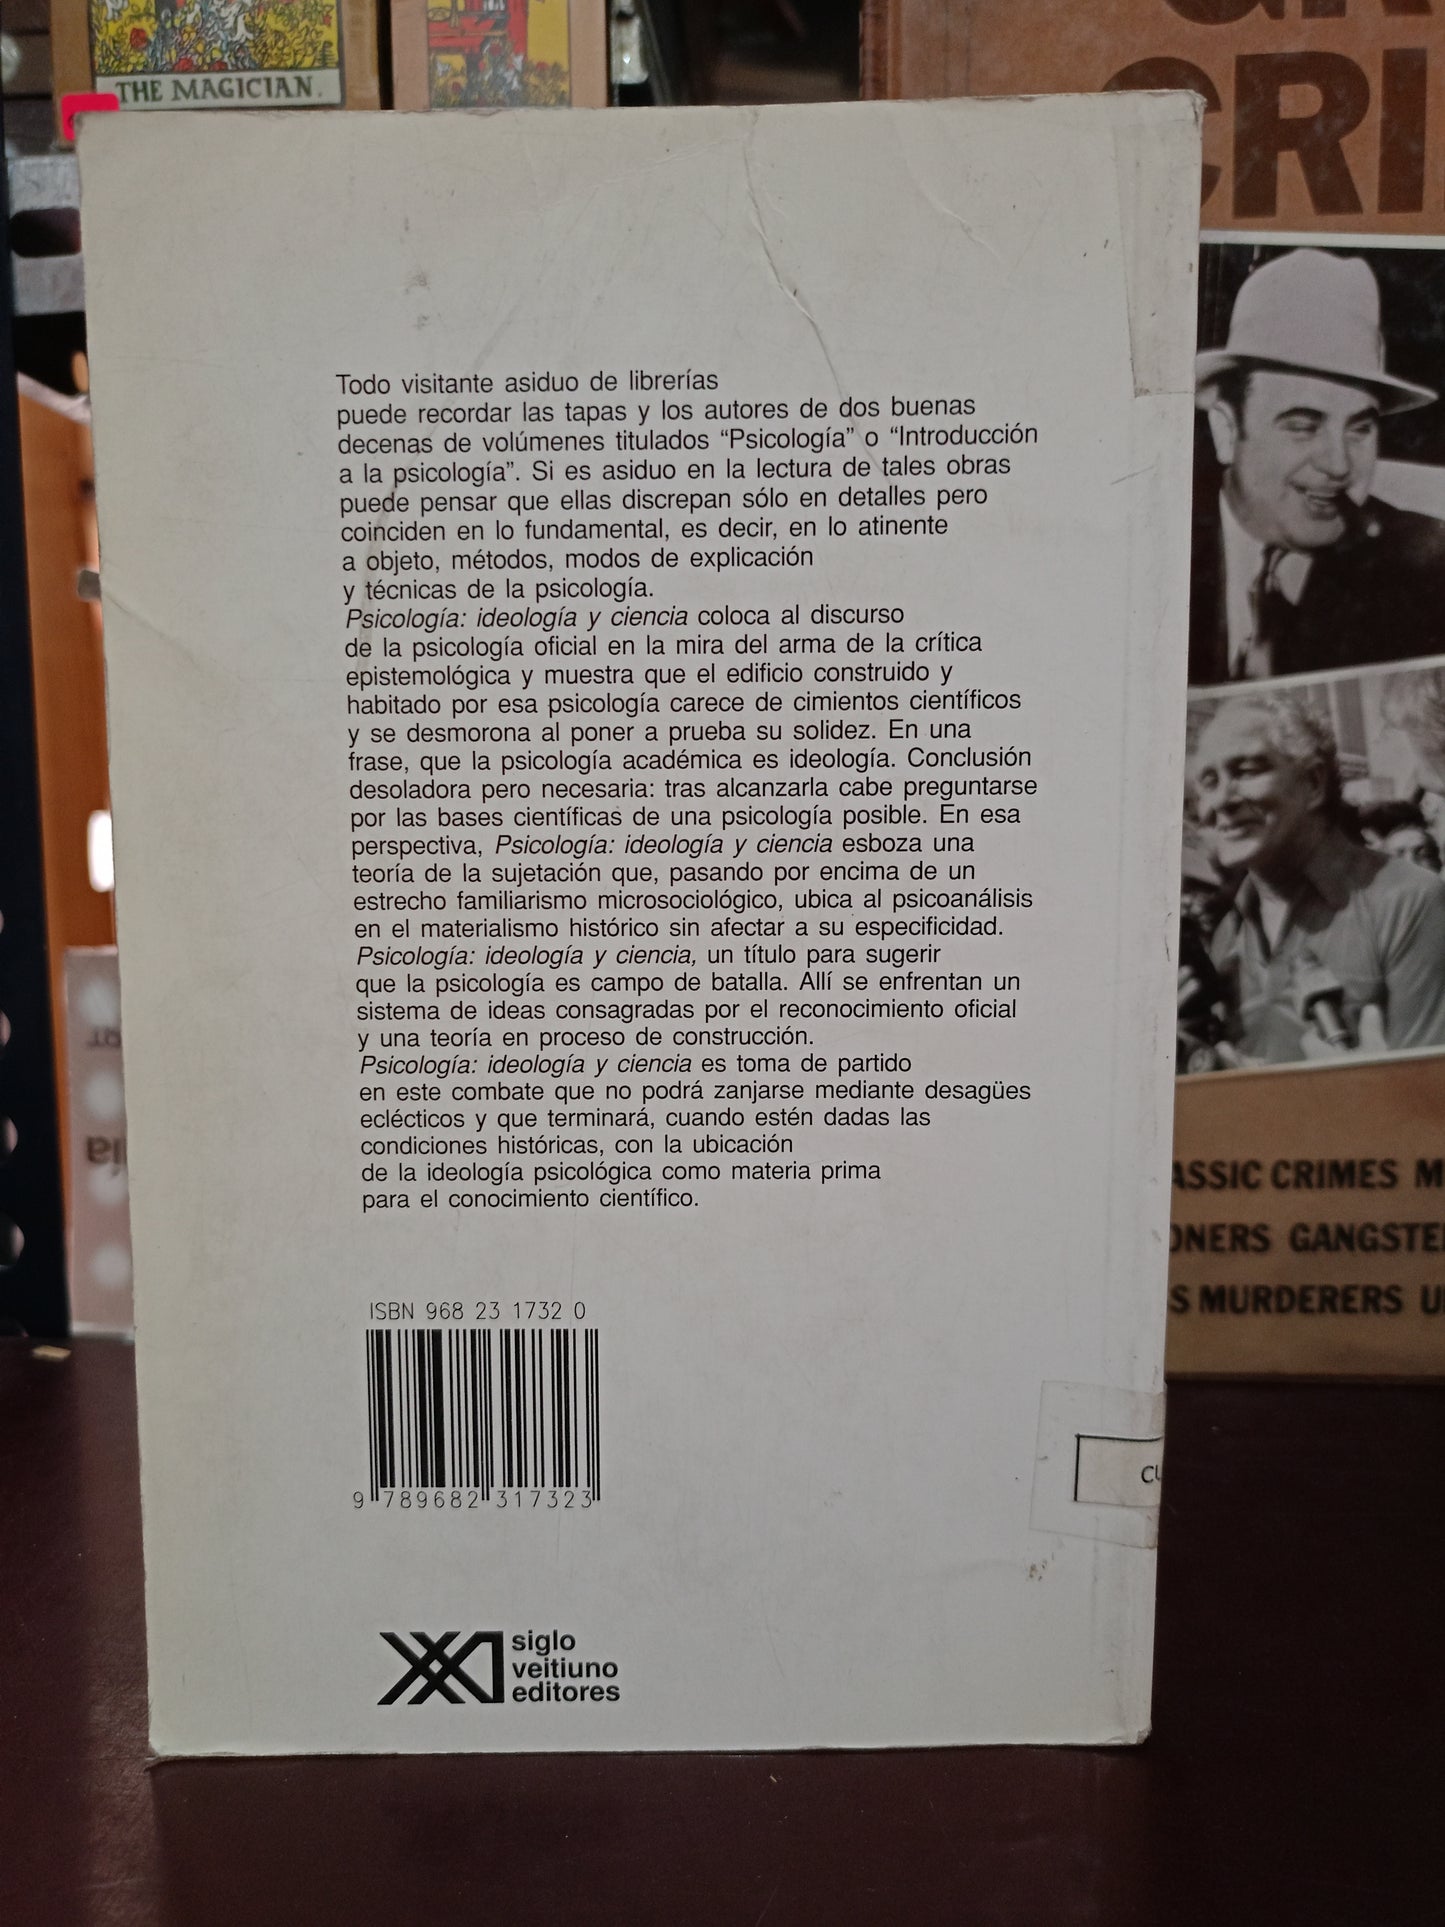 THE MAGICIAN.
CRI
Todo visitante asiduo de librerías
puede recordar las tapas y los autores de dos buenas
decenas de volúmenes titulados “Psicología” o “Introducción
a la psicología”. Si es asiduo en la lectura de tales obras
puede pensar que ellas discrepan sólo en detalles pero
coinciden en lo fundamental, es decir, en lo atinente
a objeto, métodos, modos de explicación
y técnicas de la psicología.
Psicología: ideología y ciencia coloca al discurso
de la psicología oficial en la mira del arma de la crítica
epistemológica y muestra que el edificio construido y
habitado por esa psicología carece de cimientos científicos
y se desmorona al poner a prueba su solidez. En una
frase, que la psicología académica es ideología. Conclusión
desoladora pero necesaria: tras alcanzarla cabe preguntarse
por las bases científicas de una psicología posible. En esa
perspectiva, Psicología: ideología y ciencia esboza una
teoría de la sujetación que, pasando por encima de un
estrecho familiarismo microsociológico, ubica al psicoanálisis
en el materialismo histórico sin afectar a su especificidad.
Psicología: ideología y ciencia, un título para sugerir
que la psicología es campo de batalla. Allí se enfrentan un
sistema de ideas consagradas por el reconocimiento oficial
y una teoría en proceso de construcción.
Psicología: ideología y ciencia es toma de partido
en este combate que no podrá zanjarse mediante desagües
eclécticos y que terminará, cuando estén dadas las
condiciones históricas, con la ubicación
de la ideología psicológica como materia prima
para el conocimiento científico.
ISBN 968 23 1732 0
9 789682 317323
siglo
veitiuno
editores
CU
ASSIC CRIMES M
ONERS GANGSTE
S MURDERERS U